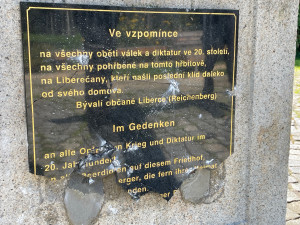 Ve vzpomínce
na všechny oběti válek a diktatur ve 20. století,
na všechny pohřbené na tomto hřbitově,
na Liberečany, kteří našli poslední klid daleko
od svého domova.
Bývalí občané Liberce (Reichenberg)
Im Gedenken
an alle Opfer von Krieg und Diktatur im
20. Jahrhundert
auf diesem Friedhof
berger, die fern ihrer